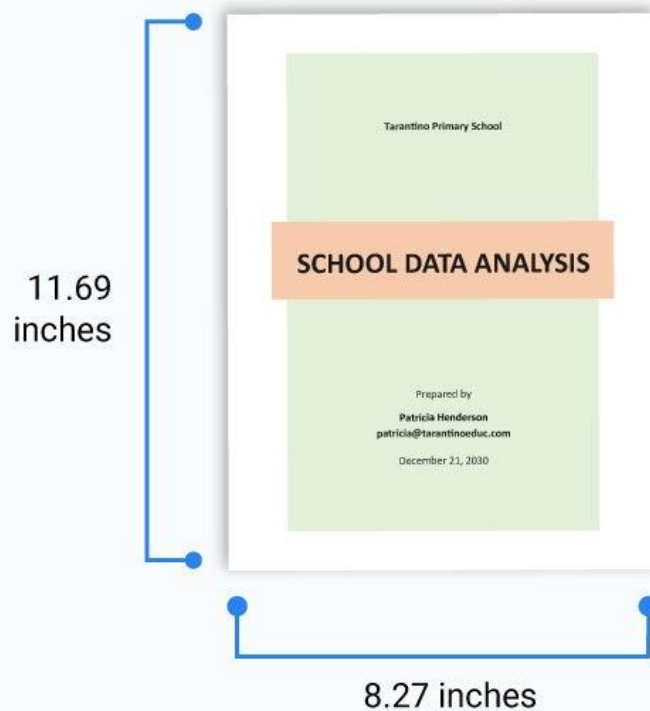 11.69
inches
Tarantino Primary School
SCHOOL DATA ANALYSIS
Prepared by
Patricia Henderson
patricia@tarantinoeduc.com
December 21, 2030
8.27 inches